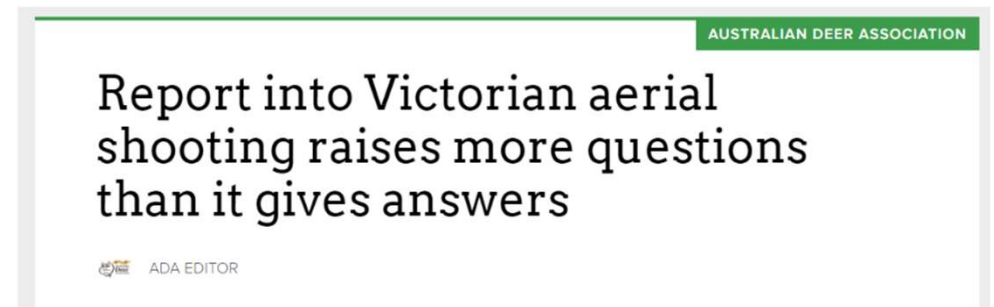 AUSTRALIAN DEER ASSOCIATION
Report into Victorian aerial
shooting raises more questions
than it gives answers
ADA EDITOR